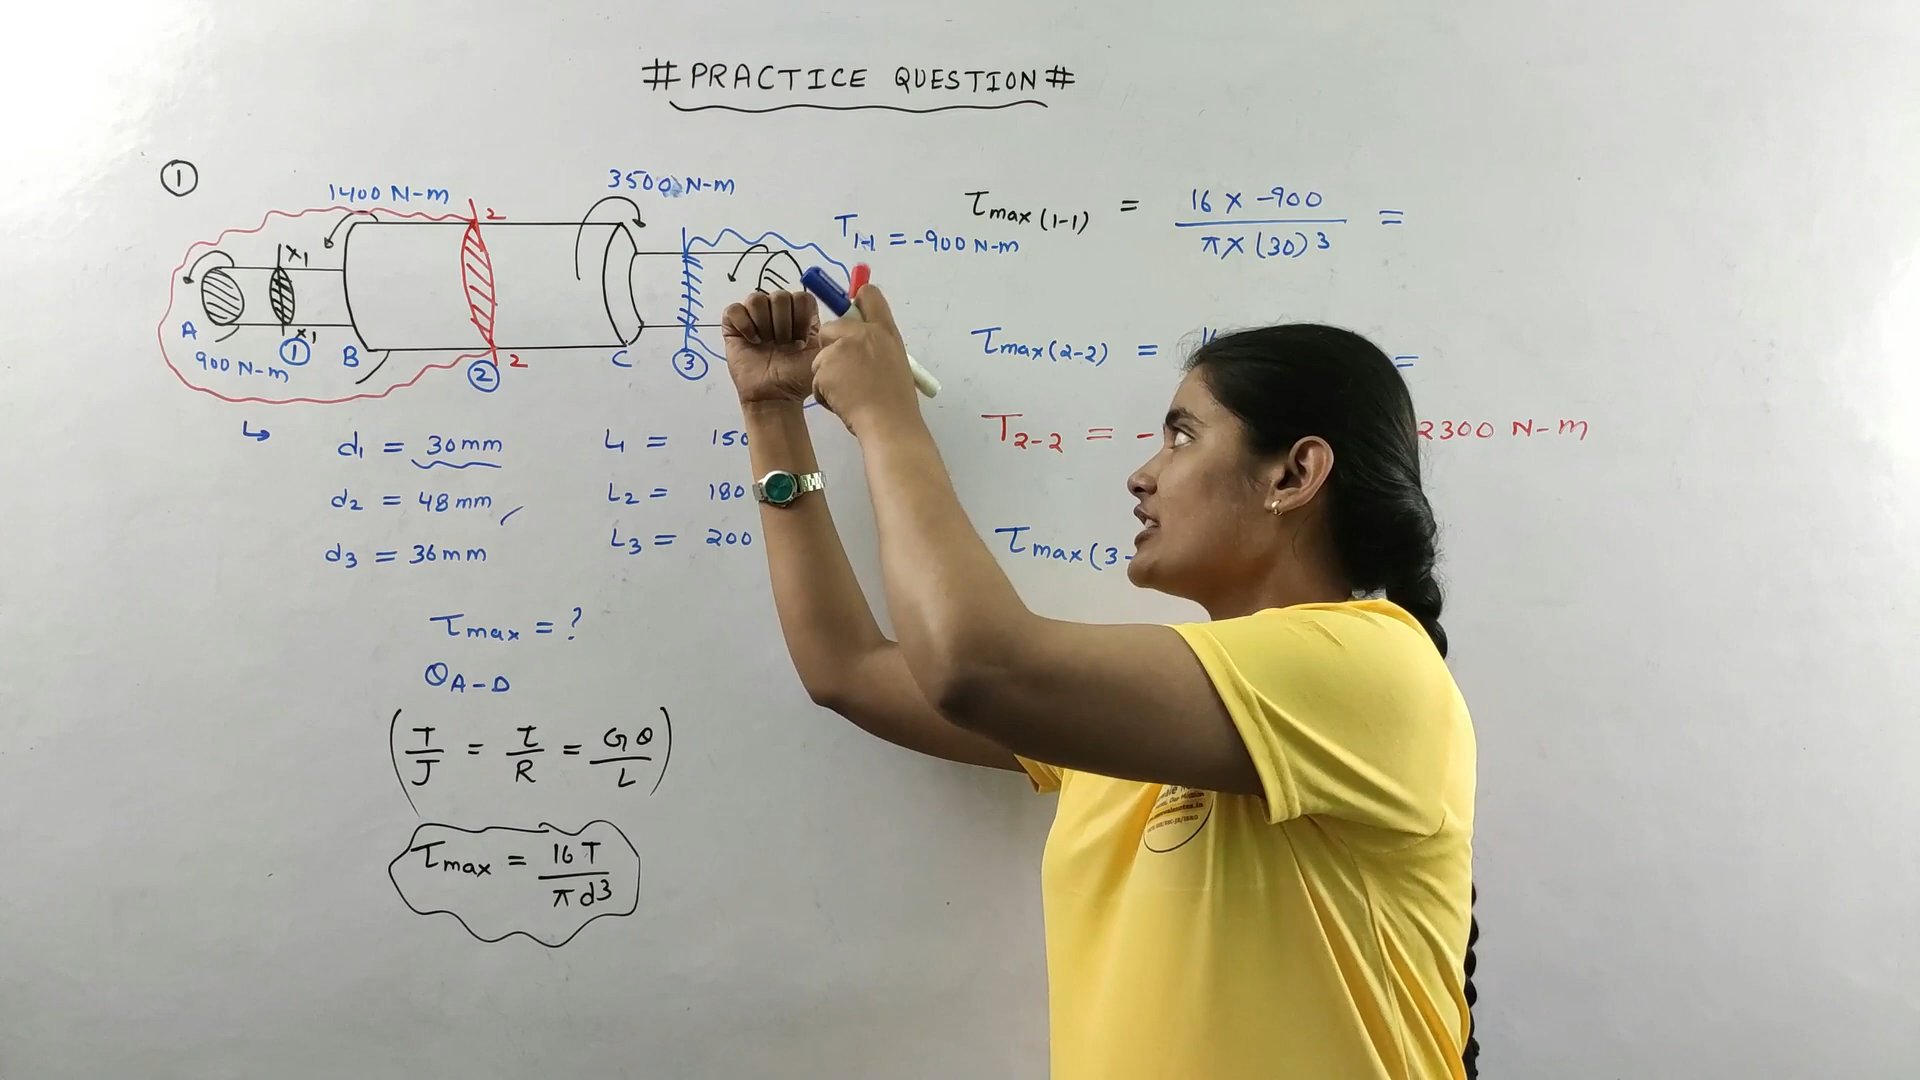 # PRACTICE QUESTION #
1
1400 N-m
2
3500 N-m
x1
x1
A
900 N-m
1
B
2
2
C
3
d1 = 30mm
d2 = 48mm
d3 = 36mm
L1 = 150
L2 = 180
L3 = 200
τmax = ?
θA-D
(T/J = τ/R = Gθ/L)
τmax = 16T/πd3
T1-1 = -900 N-m
τmax (1-1) = 16 x -900/π x (30)3 =
τmax(2-2) = =
T2-2 = - 2300 N-m
τmax(3-